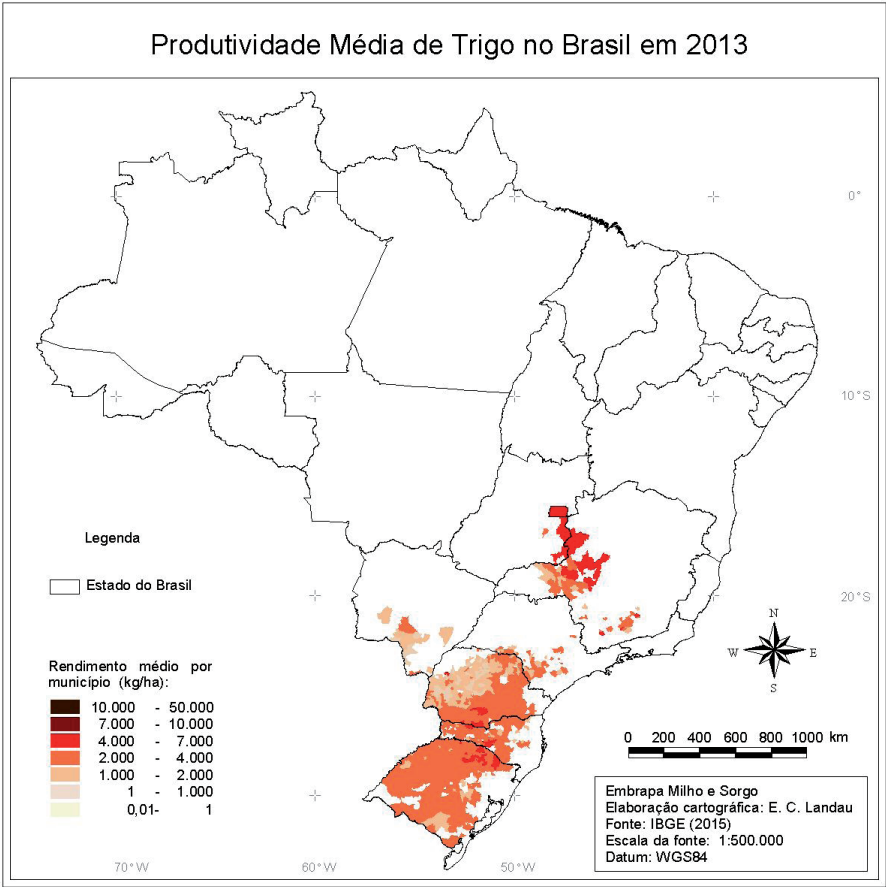 Produtividade Média de Trigo no Brasil em 2013
0°
10°S
Legenda
Estado do Brasil
20°S
N
W
E
S
Rendimento médio por
município (kg/ha):
10.000 - 50.000
7.000 - 10.000
4.000 - 7.000
2.000 - 4.000
1.000 - 2.000
1 - 1.000
0,01- 1
0 200 400 600 800 1000 km
Embrapa Milho e Sorgo
Elaboração cartográfica: E. C. Landau
Fonte: IBGE (2015)
Escala da fonte: 1:500.000
Datum: WGS84
70°W 60°W 50°W